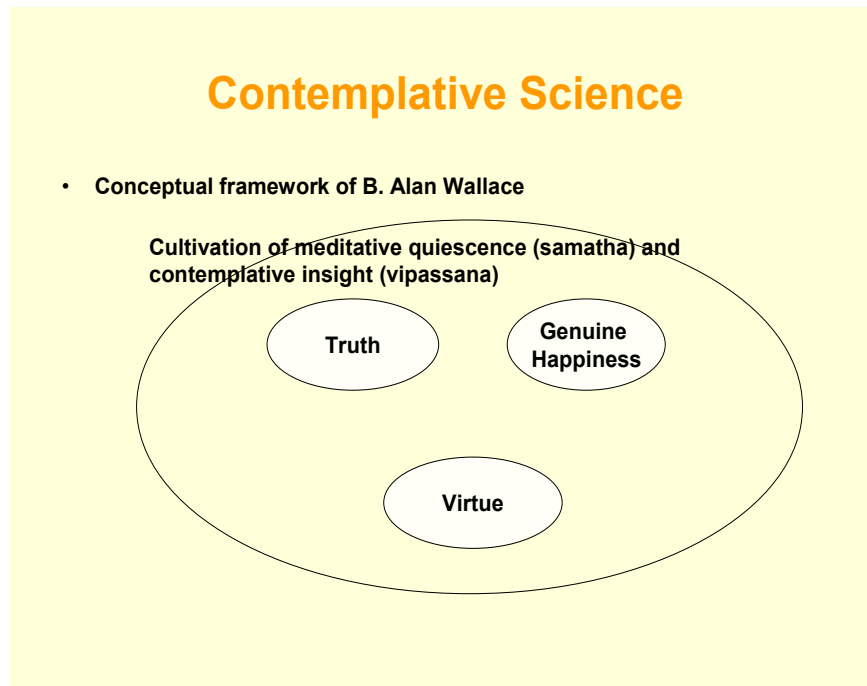 Contemplative Science
• Conceptual framework of B. Alan Wallace
Cultivation of meditative quiescence (samatha) and
contemplative insight (vipassana)
Truth
Genuine
Happiness
Virtue